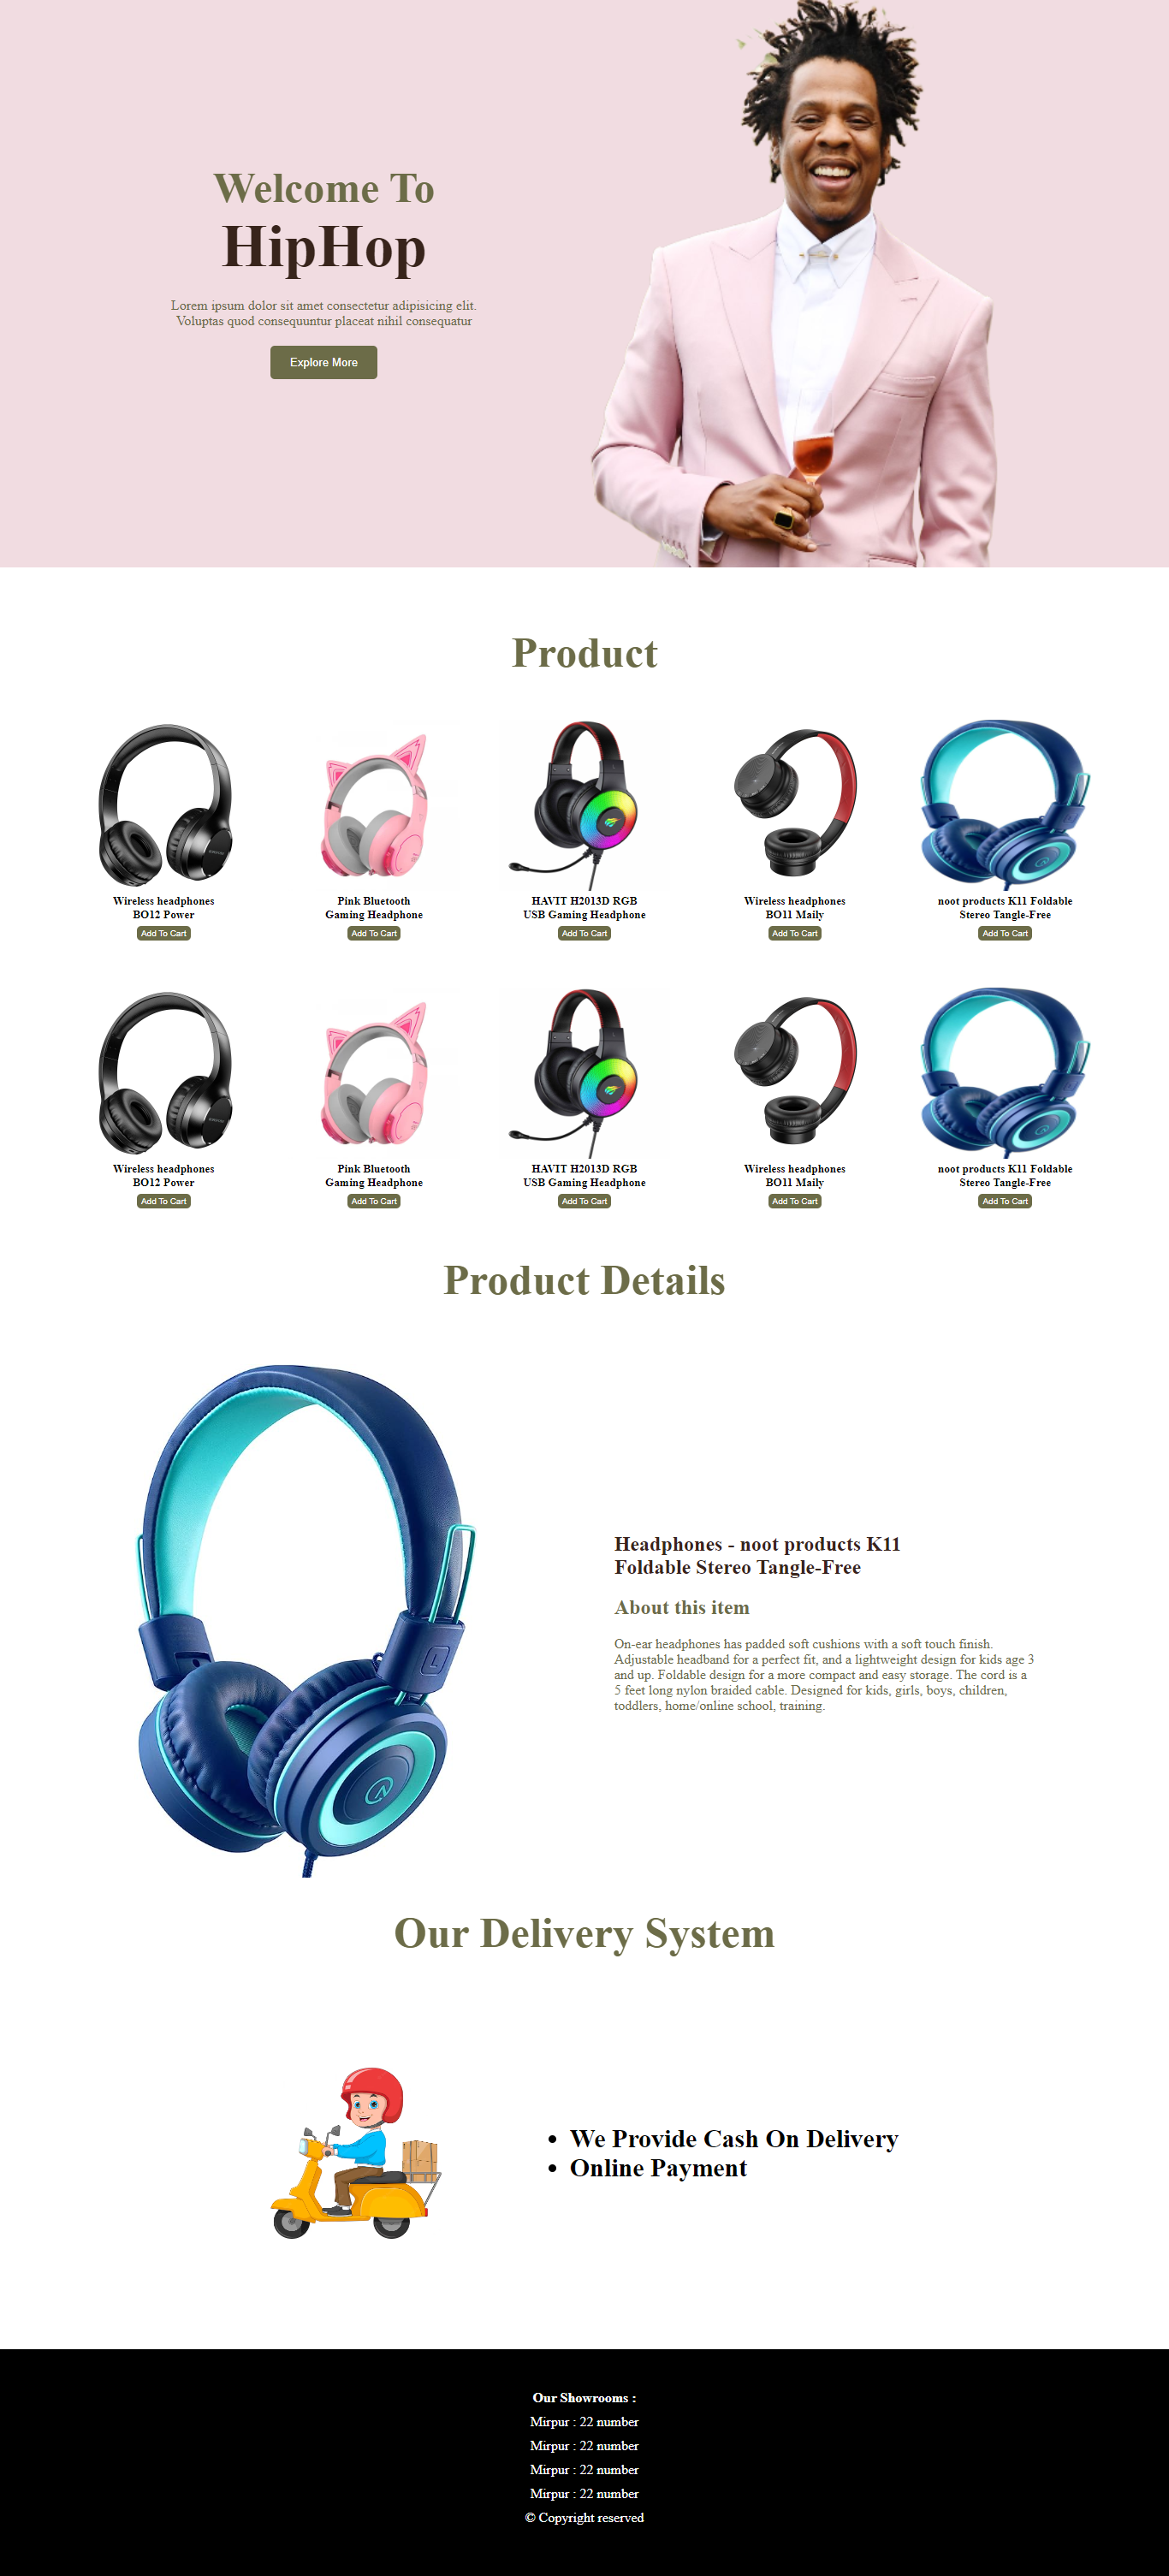 Welcome To
HipHop
Lorem ipsum dolor sit amet consectetur adipisicing elit.
Voluptas quod consequuntur placeat nihil consequatur
Explore More
Product
Wireless headphones
BO12 Power
Add To Cart
Pink Bluetooth
Gaming Headphone
Add To Cart
HAVIT H2013D RGB
USB Gaming Headphone
Add To Cart
Wireless headphones
BO11 Maily
Add To Cart
noot products K11 Foldable
Stereo Tangle-Free
Add To Cart
Wireless headphones
BO12 Power
Add To Cart
Pink Bluetooth
Gaming Headphone
Add To Cart
HAVIT H2013D RGB
USB Gaming Headphone
Add To Cart
Wireless headphones
BO11 Maily
Add To Cart
noot products K11 Foldable
Stereo Tangle-Free
Add To Cart
Product Details
L
Headphones - noot products K11
Foldable Stereo Tangle-Free
About this item
On-ear headphones has padded soft cushions with a soft touch finish.
Adjustable headband for a perfect fit, and a lightweight design for kids age 3
and up. Foldable design for a more compact and easy storage. The cord is a
5 feet long nylon braided cable. Designed for kids, girls, boys, children,
toddlers, home/online school, training.
Our Delivery System
• We Provide Cash On Delivery
• Online Payment
Our Showrooms :
Mirpur : 22 number
Mirpur : 22 number
Mirpur : 22 number
Mirpur : 22 number
© Copyright reserved